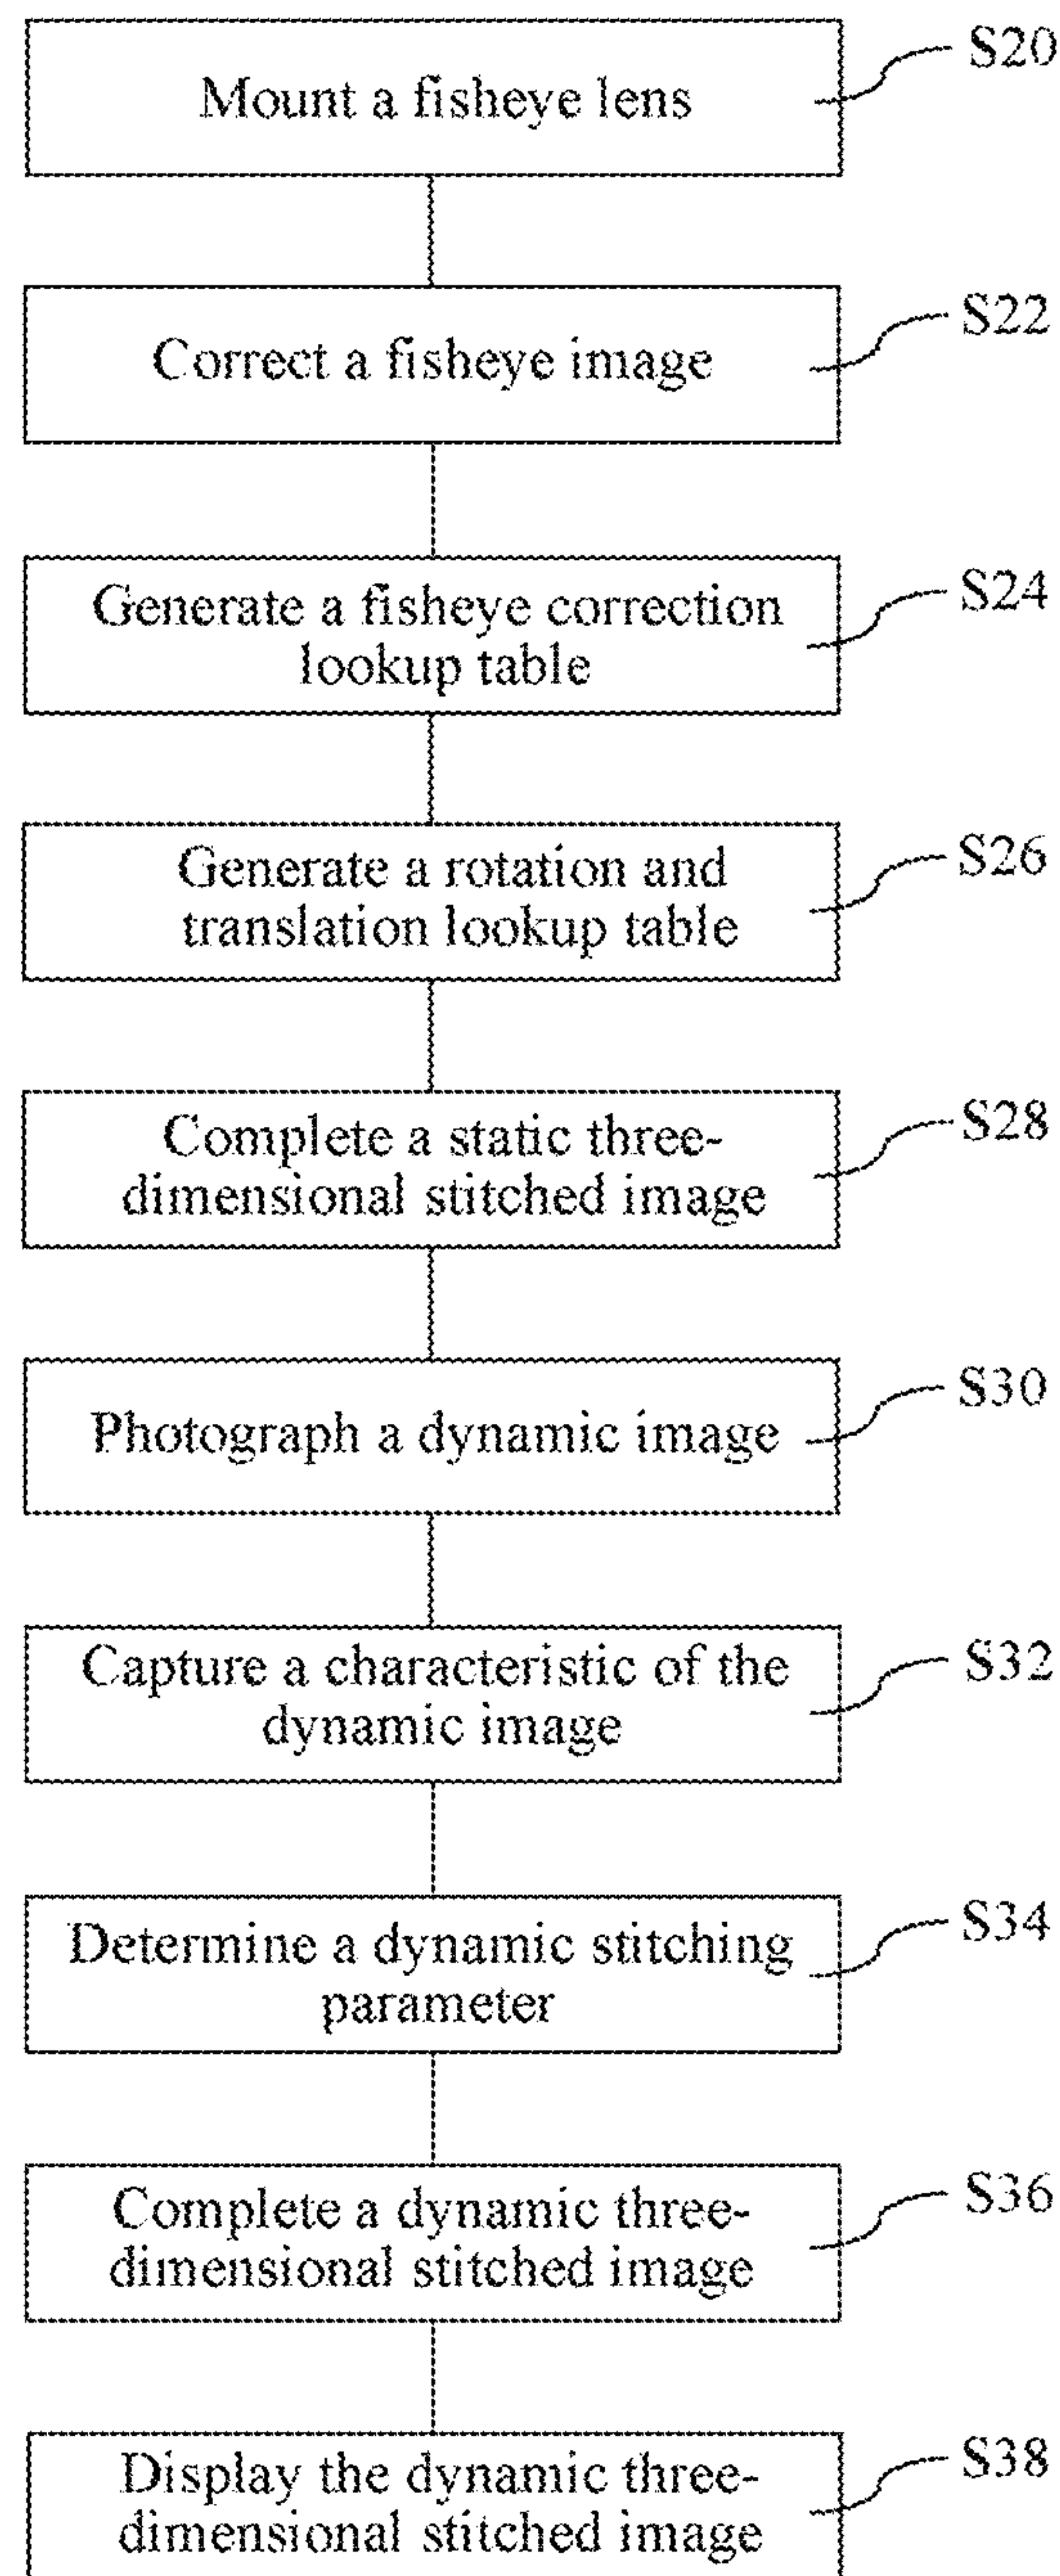 S20
Mount a fisheye lens
S22
Correct a fisheye image
S24
Generate a fisheye correction
lookup table
S26
Generate a rotation and
translation lookup table
S28
Complete a static three-
dimensional stitched image
S30
Photograph a dynamic image
S32
Capture a characteristic of the
dynamic image
S34
Determine a dynamic stitching
parameter
S36
Complete a dynamic three-
dimensional stitched image
S38
Display the dynamic three-
dimensional stitched image